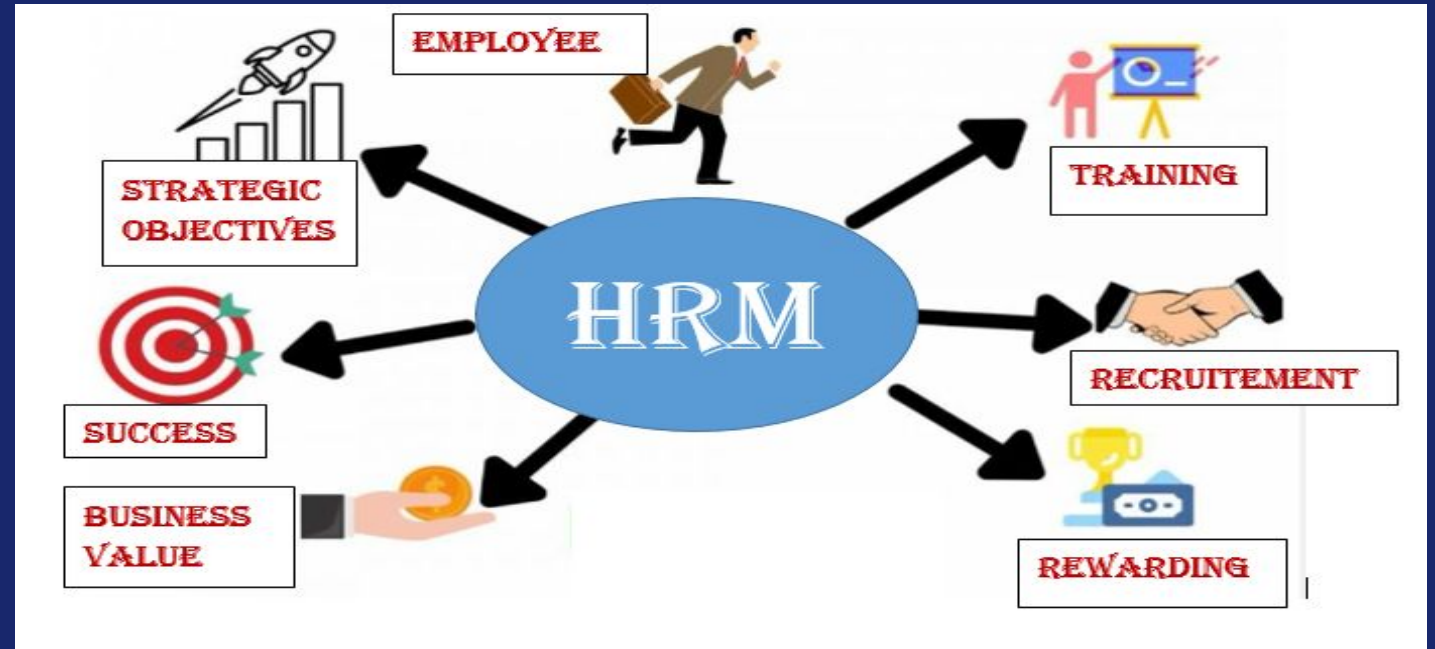 EMPLOYEE
TRAINING
STRATEGIC
OBJECTIVES
HRM
RECRUITEMENT
SUCCESS
BUSINESS
VALUE
REWARDING